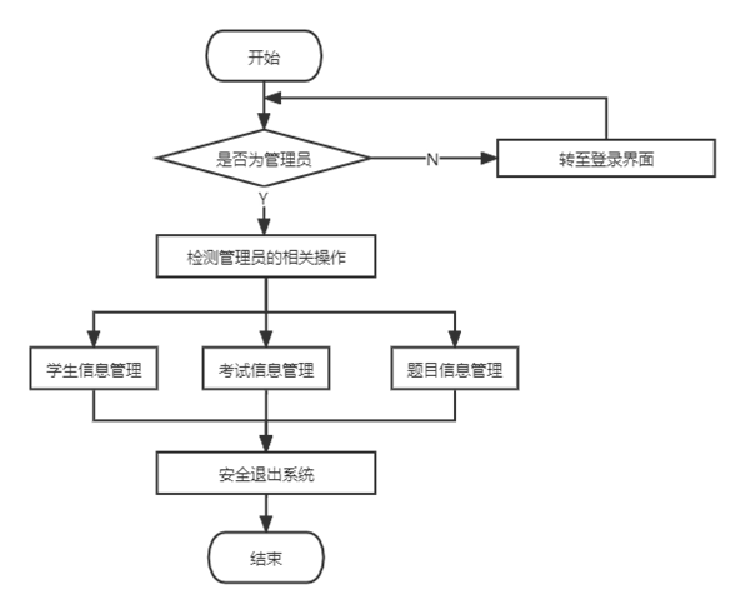 开始
是否为管理员
N
转至登录界面
Y
检测管理员的相关操作
学生信息管理
考试信息管理
题目信息管理
安全退出系统
结束